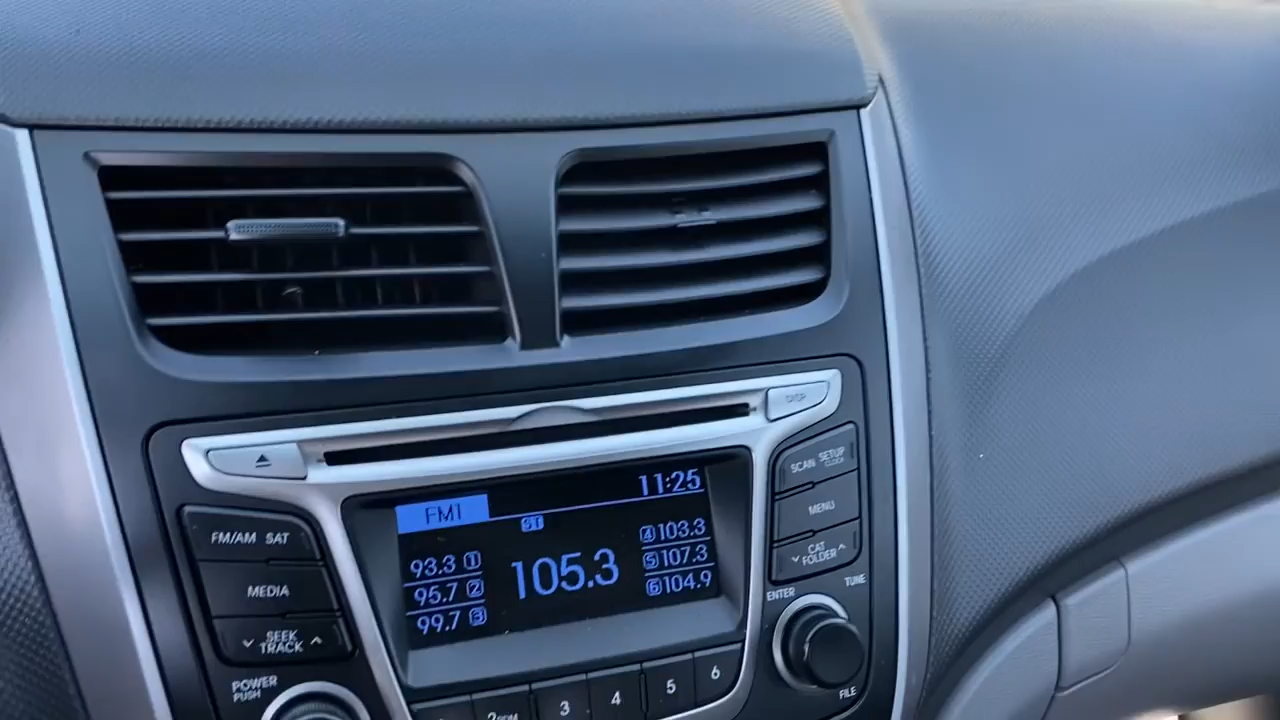 DISP
11:25
FM1
ST
93.3 1
95.7 2
99.7 3
105.3
4 103.3
5 107.3
6 104.9
FM/AM SAT
MEDIA
SEEK
TRACK
POWER
PUSH
SCAN SETUP
CLOCK
MENU
CAT
FOLDER
TUNE
ENTER
FILE
3
4
5
6